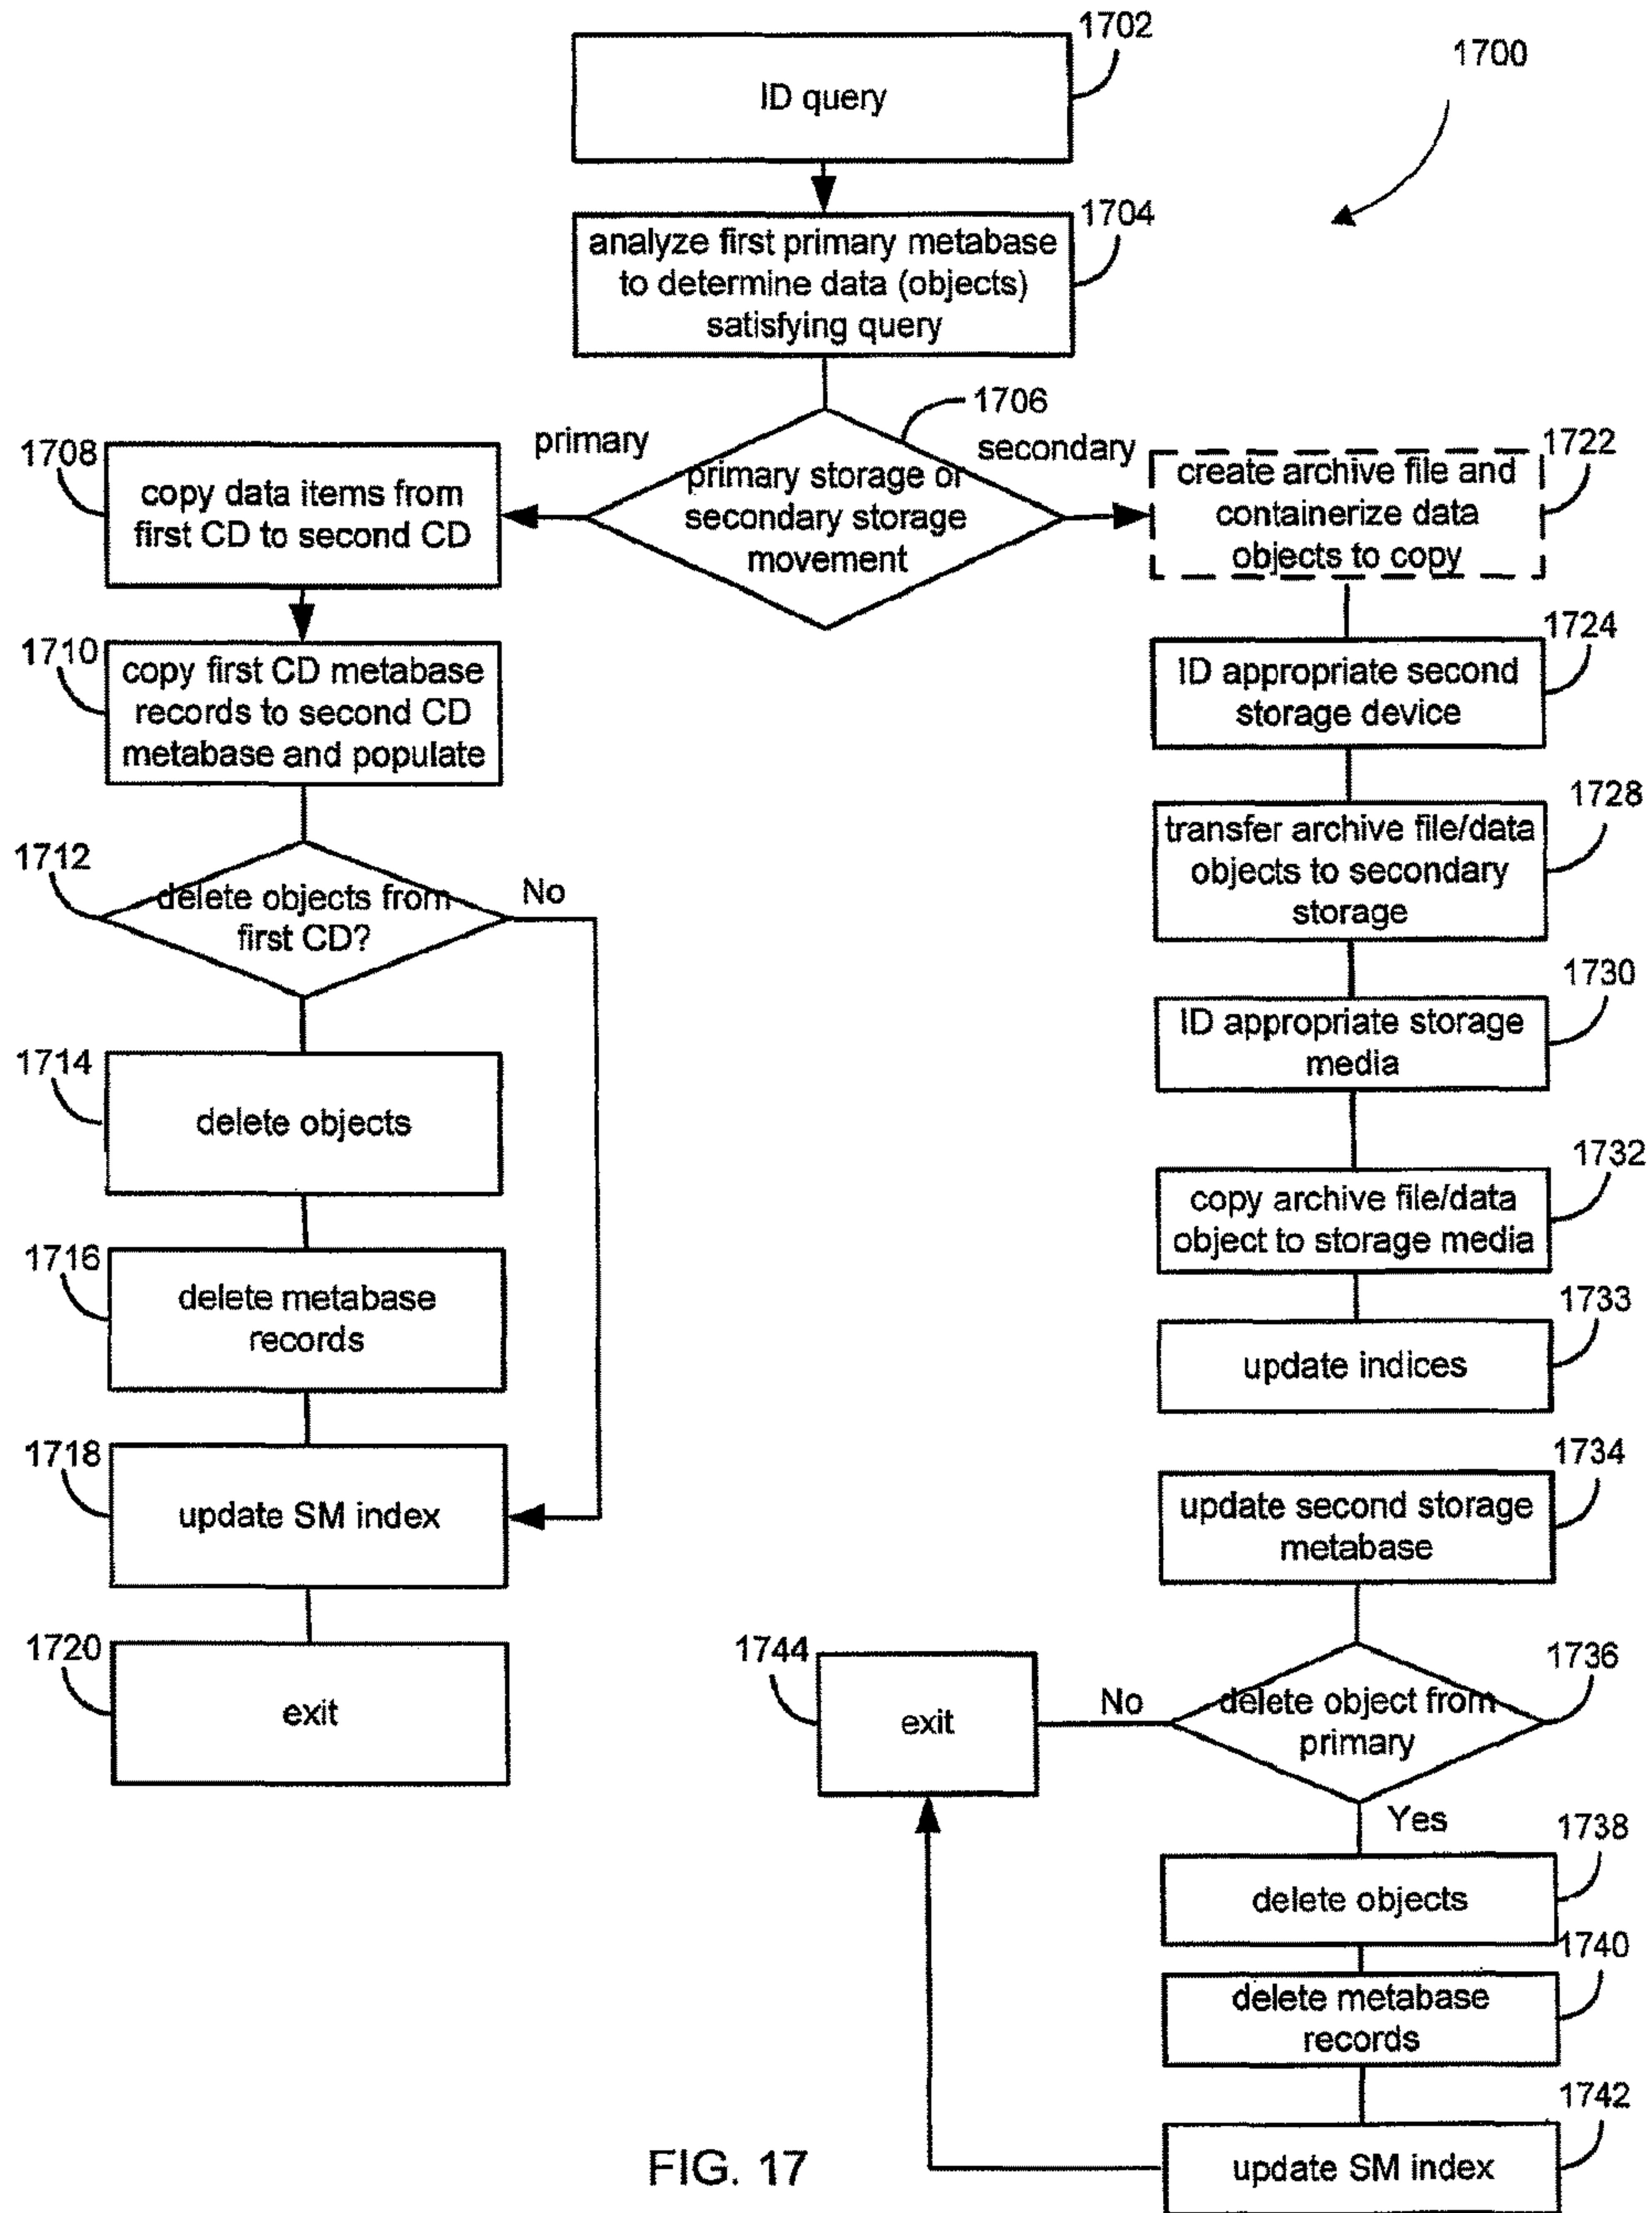 1702
1700
ID query
1704
analyze first primary metabase
to determine data (objects)
satisfying query
1706
primary
secondary
primary storage or
secondary storage
movement
1708
copy data items from
first CD to second CD
1710
copy first CD metabase
records to second CD
metabase and populate
1712
delete objects from
first CD?
No
1714
delete objects
1716
delete metabase
records
1718
update SM index
1720
exit
1722
create archive file and
containerize data
objects to copy
1724
ID appropriate second
storage device
1728
transfer archive file/data
objects to secondary
storage
1730
ID appropriate storage
media
1732
copy archive file/data
object to storage media
1733
update indices
1734
update second storage
metabase
1736
delete object from
primary
No
1744
exit
Yes
1738
delete objects
1740
delete metabase
records
1742
update SM index
FIG. 17